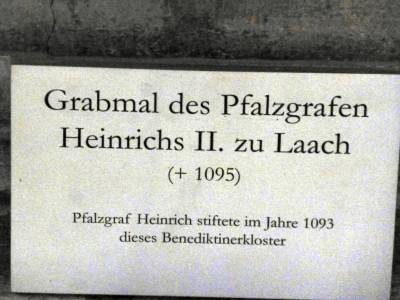 Grabmal des Pfalzgrafen
Heinrichs II. zu Laach
(+ 1095)
Pfalzgraf Heinrich stiftete im Jahre 1093
dieses Benediktinerkloster